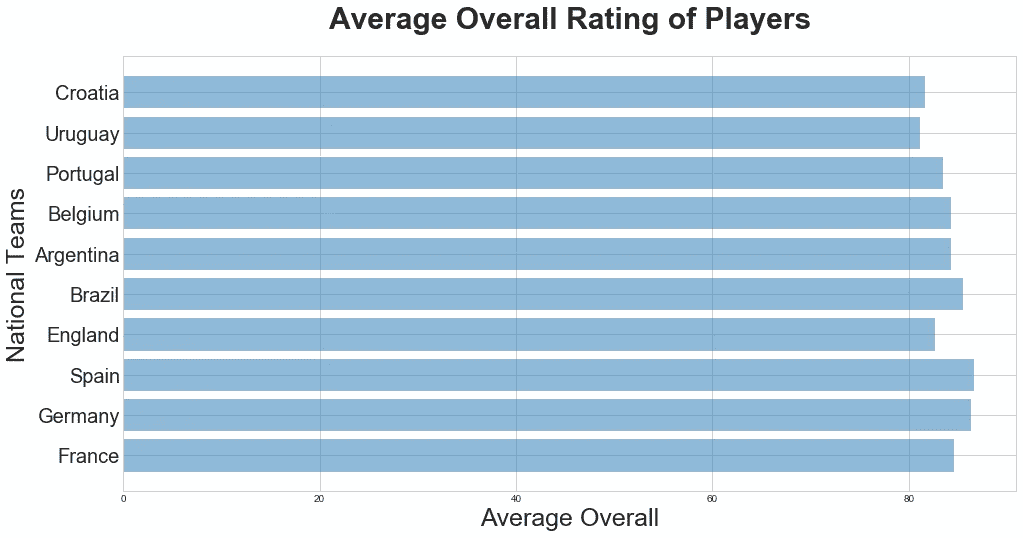 Average Overall Rating of Players
Croatia
Uruguay
Portugal
Belgium
Argentina
Brazil
England
Spain
Germany
France
National Teams
0 20 40 60 80
Average Overall